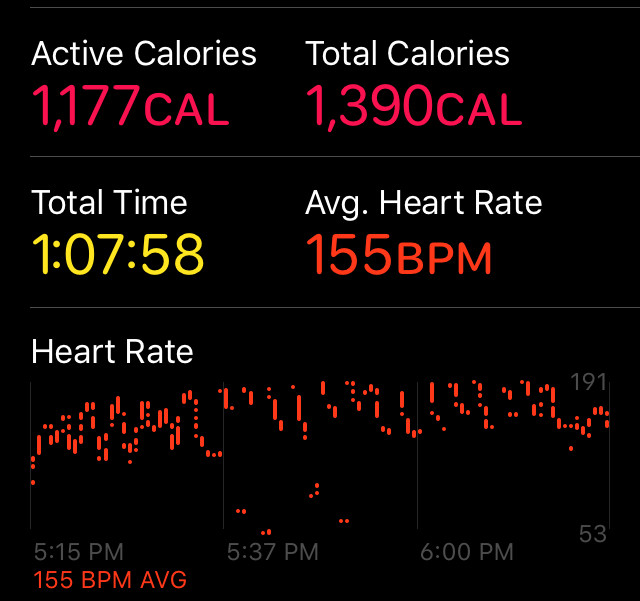 Active Calories Total Calories
1,177CAL 1,390CAL
Total Time Avg. Heart Rate
1:07:58 155BPM
Heart Rate
191
53
5:15 PM 5:37 PM 6:00 PM
155 BPM AVG